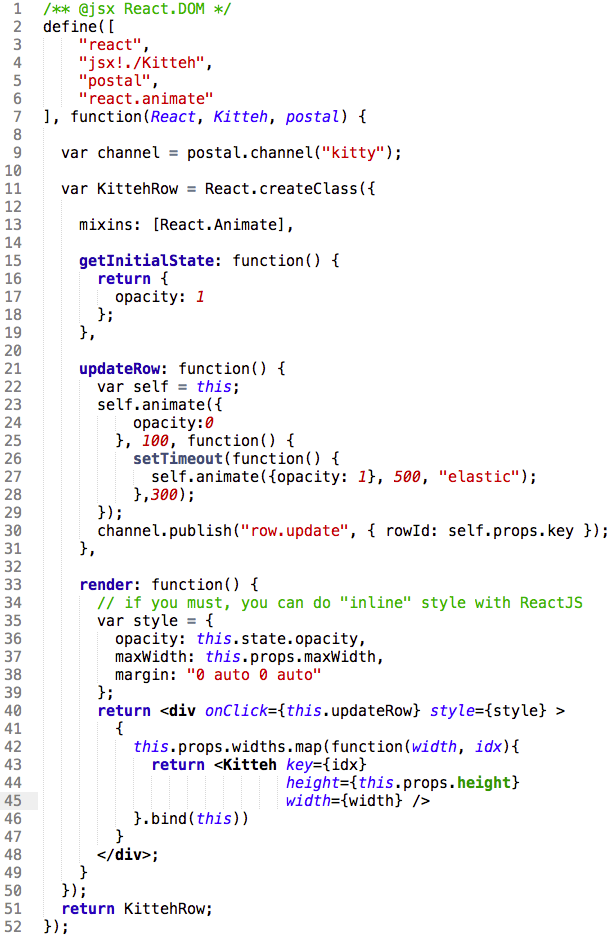 1 /** @jsx React.DOM */
2 define([
3     "react",
4     "jsx!./Kitteh",
5     "postal",
6     "react.animate"
7 ], function(React, Kitteh, postal) {
8
9   var channel = postal.channel("kitty");
10
11   var KittehRow = React.createClass({
12
13     mixins: [React.Animate],
14
15     getInitialState: function() {
16       return {
17         opacity: 1
18       };
19     },
20
21     updateRow: function() {
22       var self = this;
23       self.animate({
24           opacity:0
25         }, 100, function() {
26           setTimeout(function() {
27             self.animate({opacity: 1}, 500, "elastic");
28           },300);
29       });
30       channel.publish("row.update", { rowId: self.props.key });
31     },
32
33     render: function() {
34       // if you must, you can do "inline" style with ReactJS
35       var style = {
36         opacity: this.state.opacity,
37         maxWidth: this.props.maxWidth,
38         margin: "0 auto 0 auto"
39       };
40       return <div onClick={this.updateRow} style={style} >
41         {
42           this.props.widths.map(function(width, idx){
43             return <Kitteh key={idx}
44                            height={this.props.height}
45                            width={width} />
46           }.bind(this))
47         }
48       </div>;
49     }
50   });
51   return KittehRow;
52 });